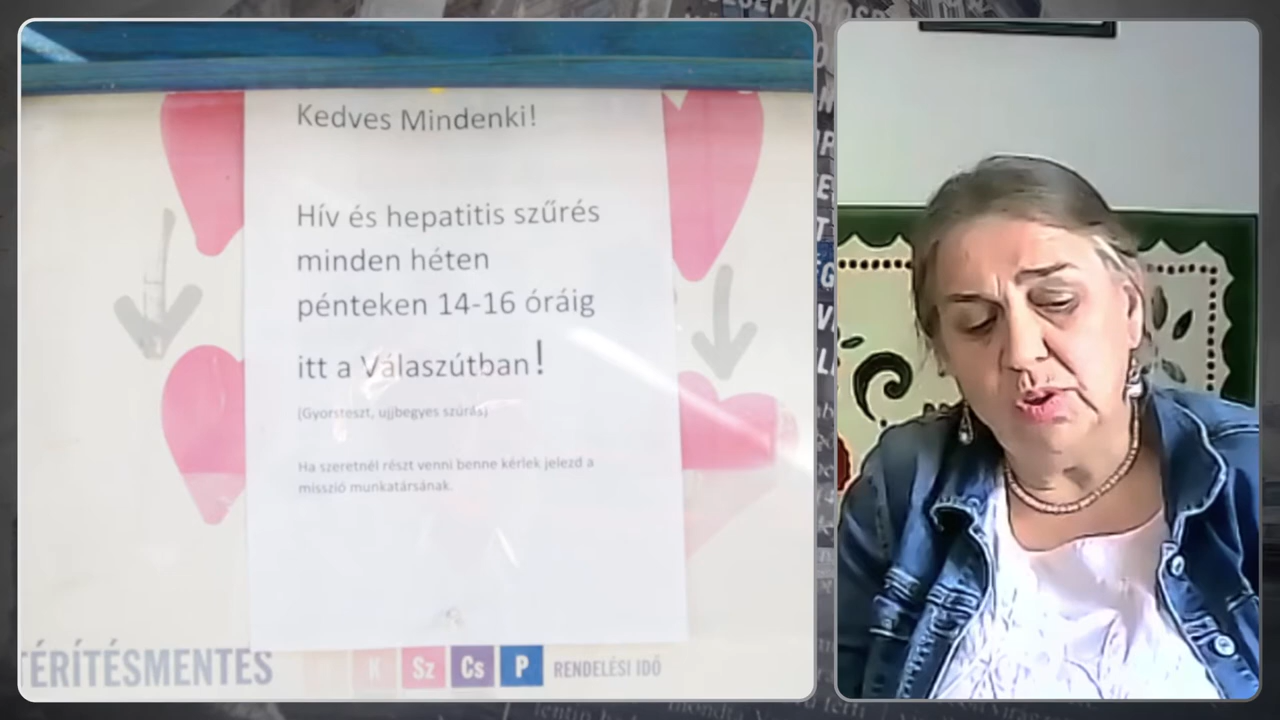 Kedves Mindenki!
Hív és hepatitis szűrés
minden héten
pénteken 14-16 óráig
itt a Válaszútban!
(Gyorsteszt, ujjbegyes szúrás)
Ha szeretnél részt venni benne kérlek jelezd a
misszió munkatársának.
TÉRÍTÉSMENTES
K Sz Cs P RENDELÉSI IDŐ